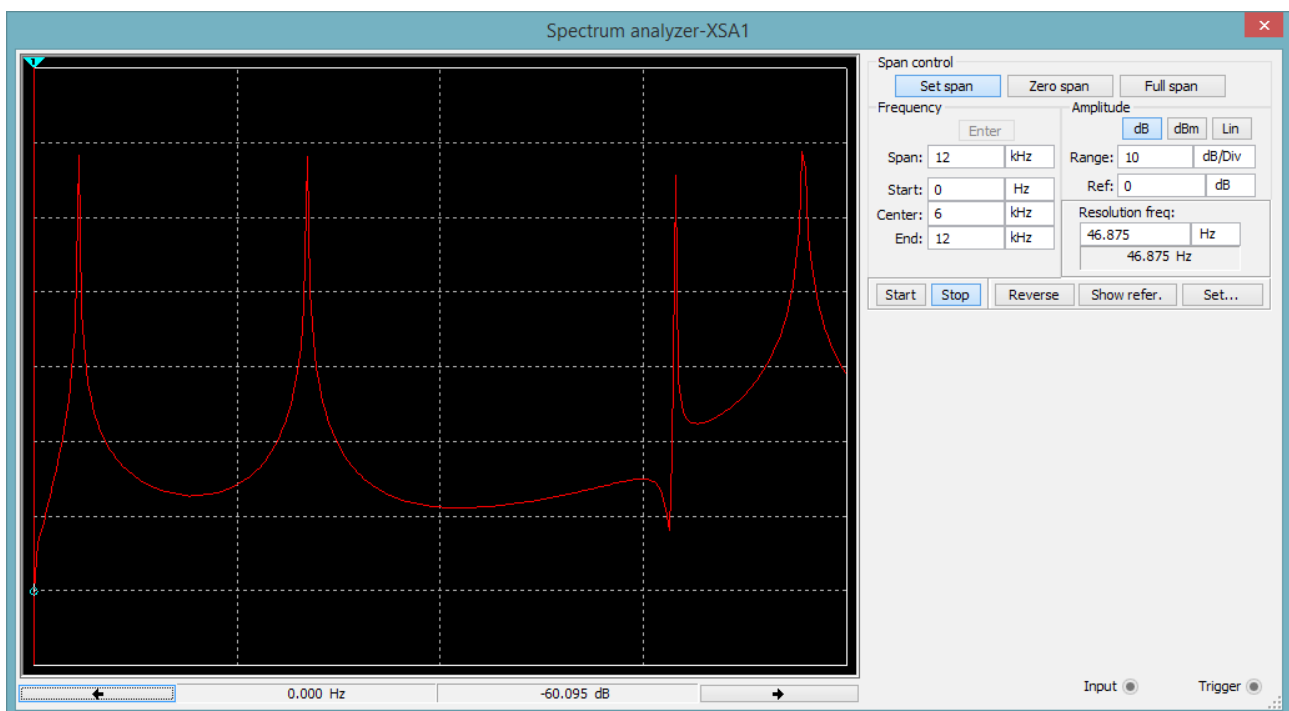 Spectrum analyzer-XSA1
×
1
Span control
Set span Zero span Full span
Frequency
Enter
Span: 12 kHz
Start: 0 Hz
Center: 6 kHz
End: 12 kHz
Amplitude
dB dBm Lin
Range: 10 dB/Div
Ref: 0 dB
Resolution freq:
46.875 Hz
46.875 Hz
Start Stop Reverse Show refer. Set...
0.000 Hz -60.095 dB
Input Trigger